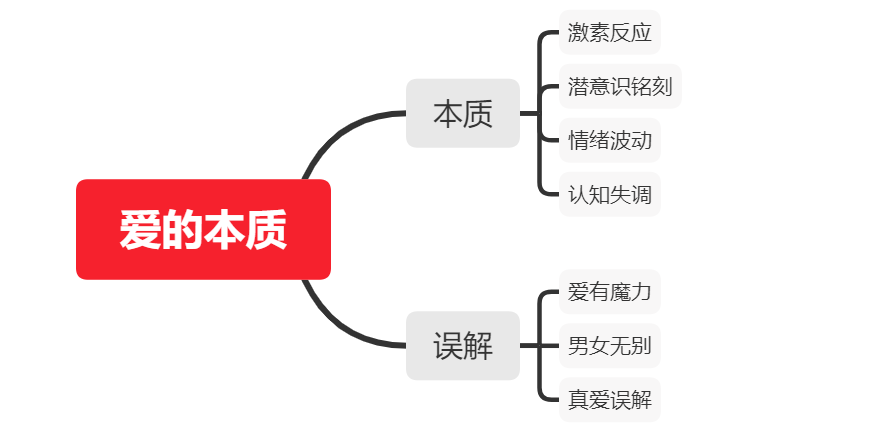 爱的本质
本质
激素反应
潜意识铭刻
情绪波动
认知失调
误解
爱有魔力
男女无别
真爱误解